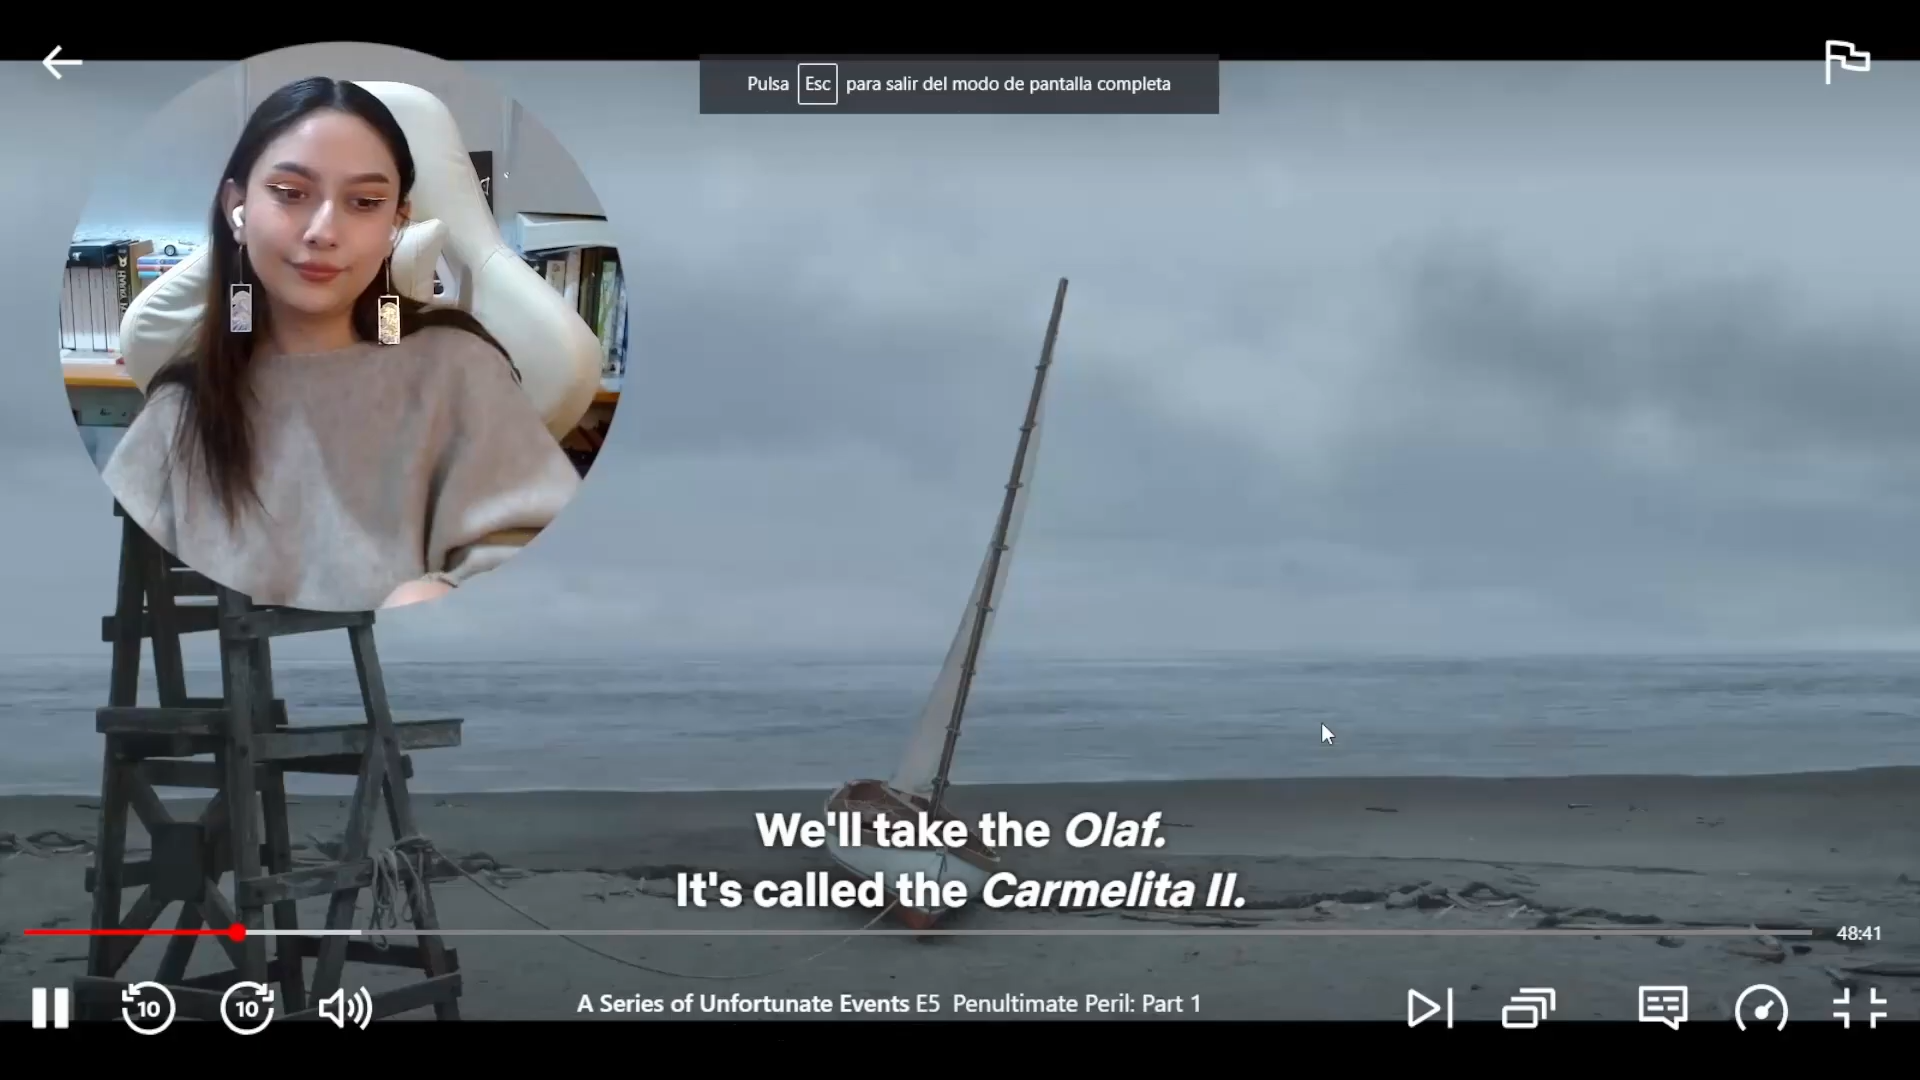 Pulsa Esc para salir del modo de pantalla completa
We'll take the Olaf.
It's called the Carmelita II.
48:41
10
10
A Series of Unfortunate Events E5 Penultimate Peril: Part 1